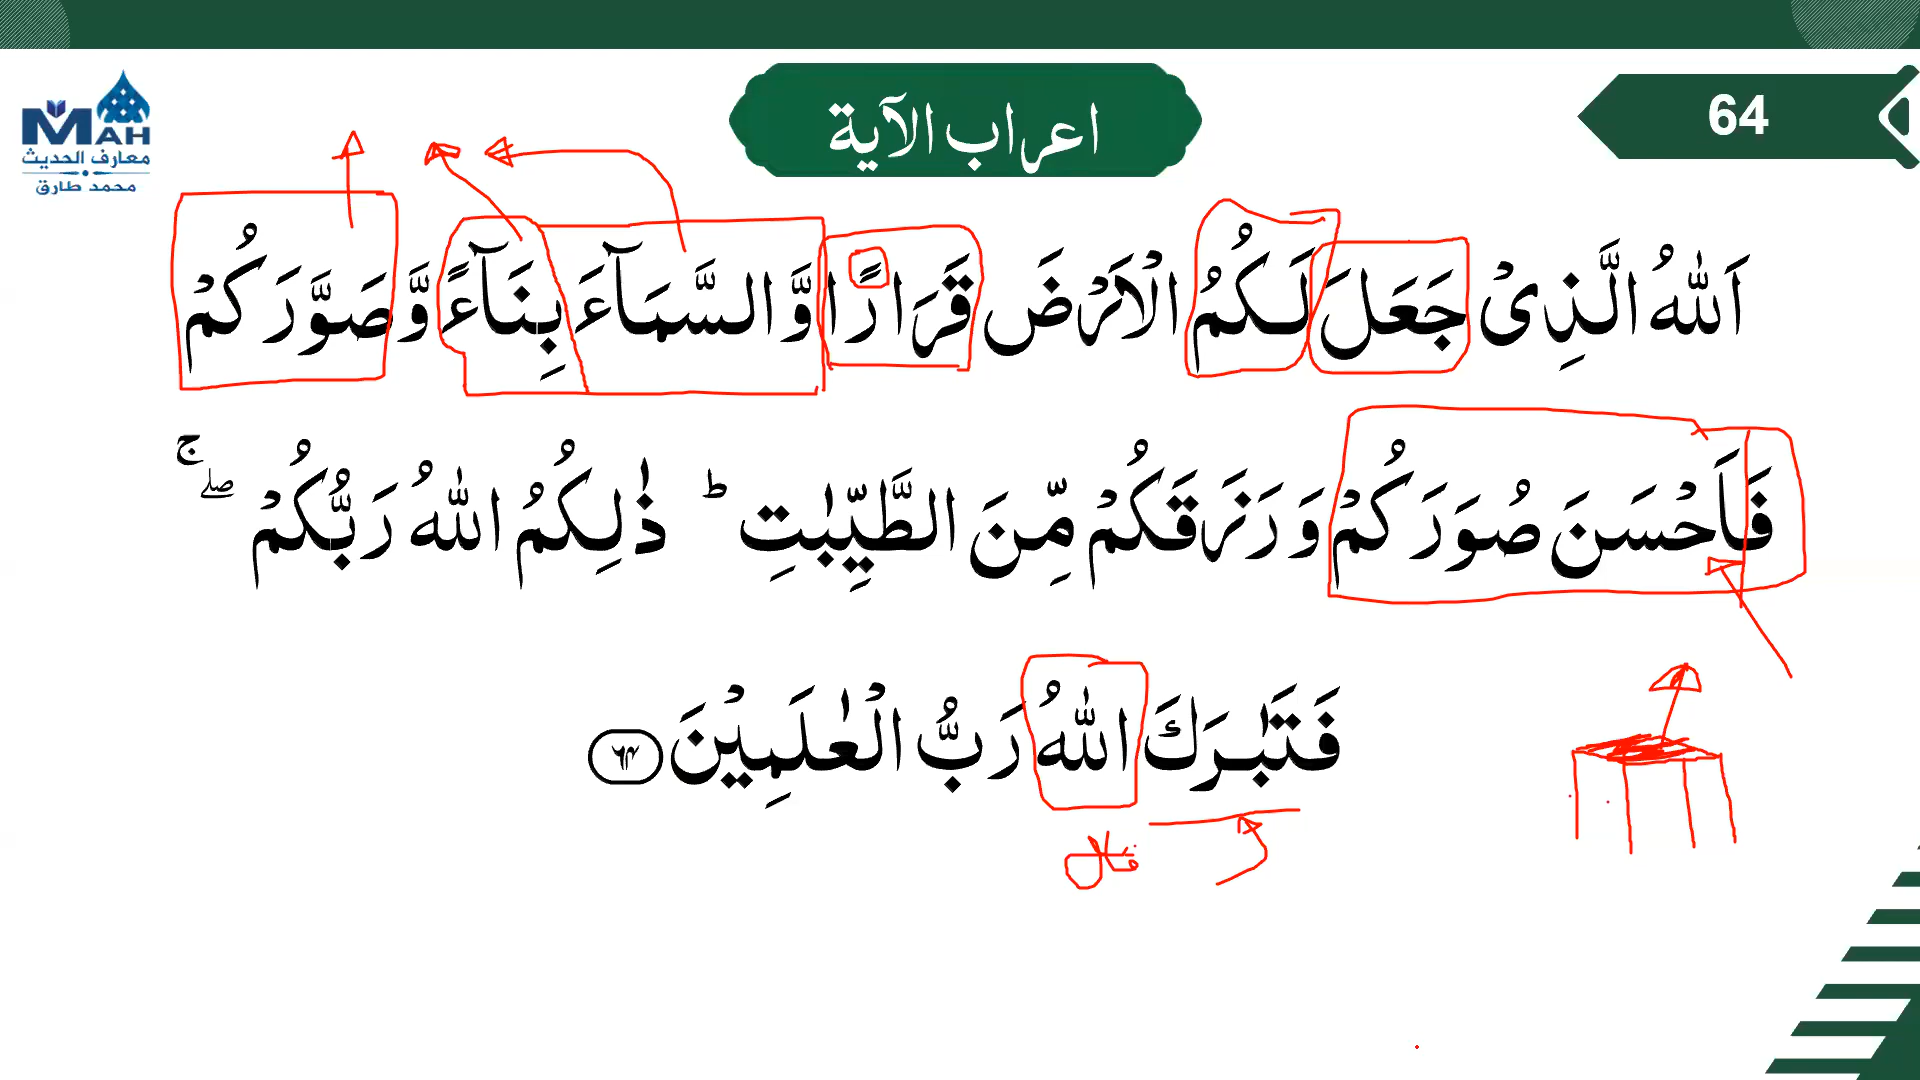 MAH
معارف الحديث
محمد طارق
اعراب الآية
64
اَللّٰهُ الَّذِیْ جَعَلَ لَـكُمُ الْاَرْضَ قَرَارًا وَّالسَّمَآءَ بِنَآءً وَّصَوَّرَكُمْ
فَاَحْسَنَ صُوَرَكُمْ وَرَزَقَكُمْ مِّنَ الطَّيِّبٰتِ ؕ ذٰلِكُمُ اللّٰهُ رَبُّكُمْ ۖ ۚ
فَتَبٰـرَكَ اللّٰهُ رَبُّ الْعٰلَمِيْنَ ﴿۶۴﴾